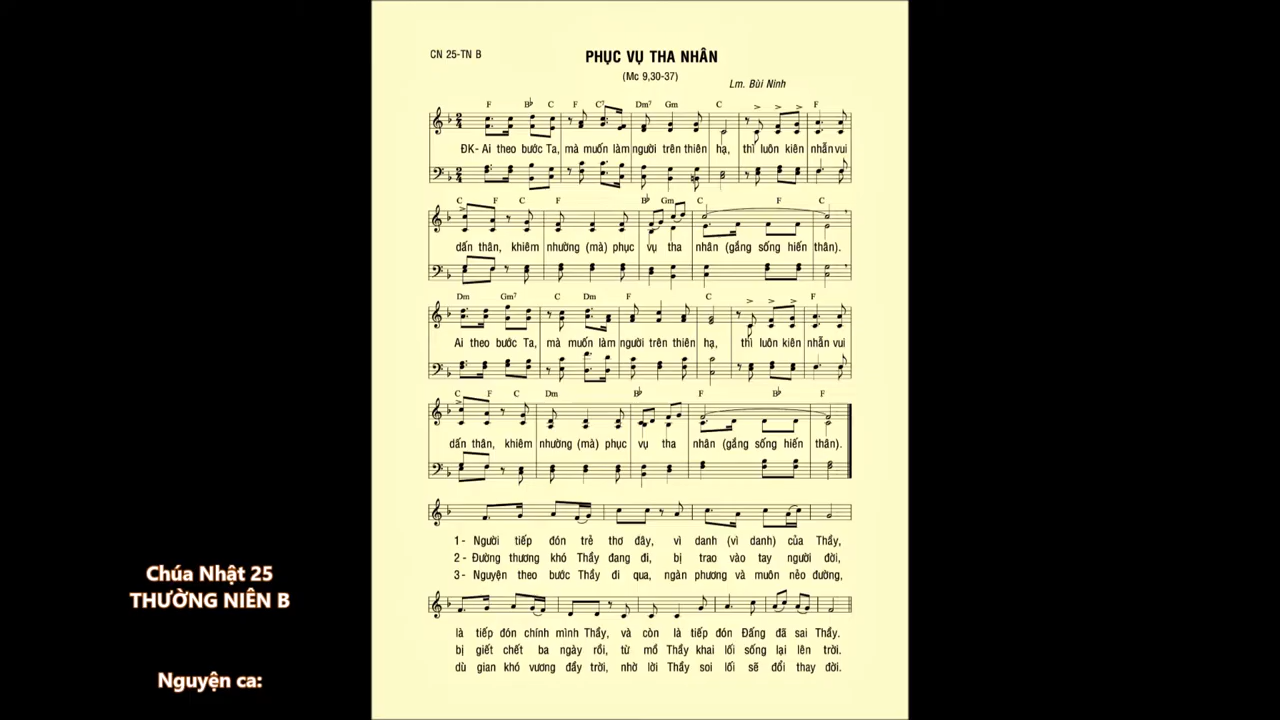 CN 25-TN B
PHỤC VỤ THA NHÂN
(Mc 9,30-37)
Lm. Bùi Ninh
F B♭ C F C7 Dm7 Gm C F
ĐK- Ai theo bước Ta, mà muốn làm người trên thiên hạ, thì luôn kiên nhẫn vui
C F C F B♭ Gm C F C
dấn thân, khiêm nhường (mà) phục vụ tha nhân (gắng sống hiến thân).
Dm Gm7 C Dm F C F
Ai theo bước Ta, mà muốn làm người trên thiên hạ, thì luôn kiên nhẫn vui
C F C Dm B♭ F B♭ F
dấn thân, khiêm nhường (mà) phục vụ tha nhân (gắng sống hiến thân).
1- Người tiếp đón trẻ thơ đây, vì danh (vì danh) của Thầy,
2- Đường thương khó Thầy đang đi, bị trao vào tay người đời,
3- Nguyện theo bước Thầy đi qua, ngàn phương và muôn nẻo đường,
là tiếp đón chính mình Thầy, và còn là tiếp đón Đấng đã sai Thầy.
bị giết chết ba ngày rồi, từ mồ Thầy khai lối sống lại lên trời.
dù gian khó vương đầy trời, nhờ lời Thầy soi lối sẽ đổi thay đời.
Chúa Nhật 25
THƯỜNG NIÊN B
Nguyện ca: